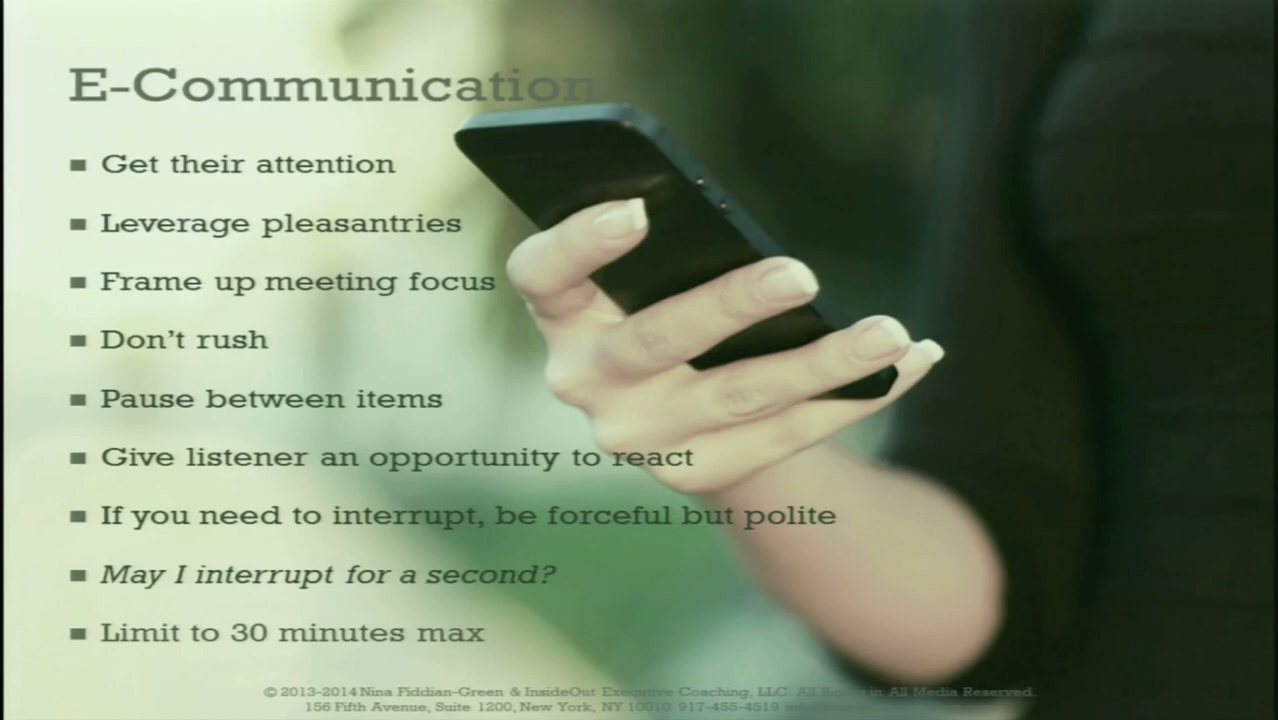 E-Communication
■ Get their attention
■ Leverage pleasantries
■ Frame up meeting focus
■ Don't rush
■ Pause between items
■ Give listener an opportunity to react
■ If you need to interrupt, be forceful but polite
■ May I interrupt for a second?
■ Limit to 30 minutes max
© 2013-2014 Nina Fiddian-Green & InsideOut Executive Coaching, LLC. All Rights in All Media Reserved.
156 Fifth Avenue, Suite 1200, New York, NY 10010 917-455-4519